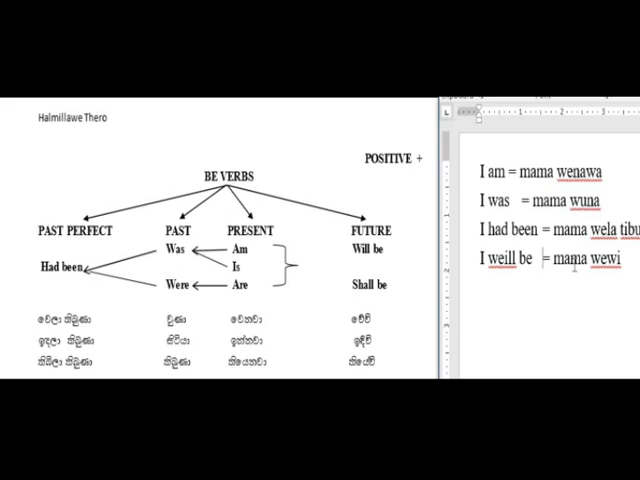 Halmillawe Thero
POSITIVE +
BE VERBS
PAST PERFECT PAST PRESENT FUTURE
Was Am Will be
Had been Is
Were Are Shall be
වෙලා තිබුණා වුණා වෙනවා වේවි
ඉඳලා තිබුණා සිටියා ඉන්නවා ඉඳීවි
තිබිලා තිබුණා තිබුණා තියෙනවා තියේවි
I am = mama wenawa
I was = mama wuna
I had been = mama wela tibu
I weill be = mama wewi